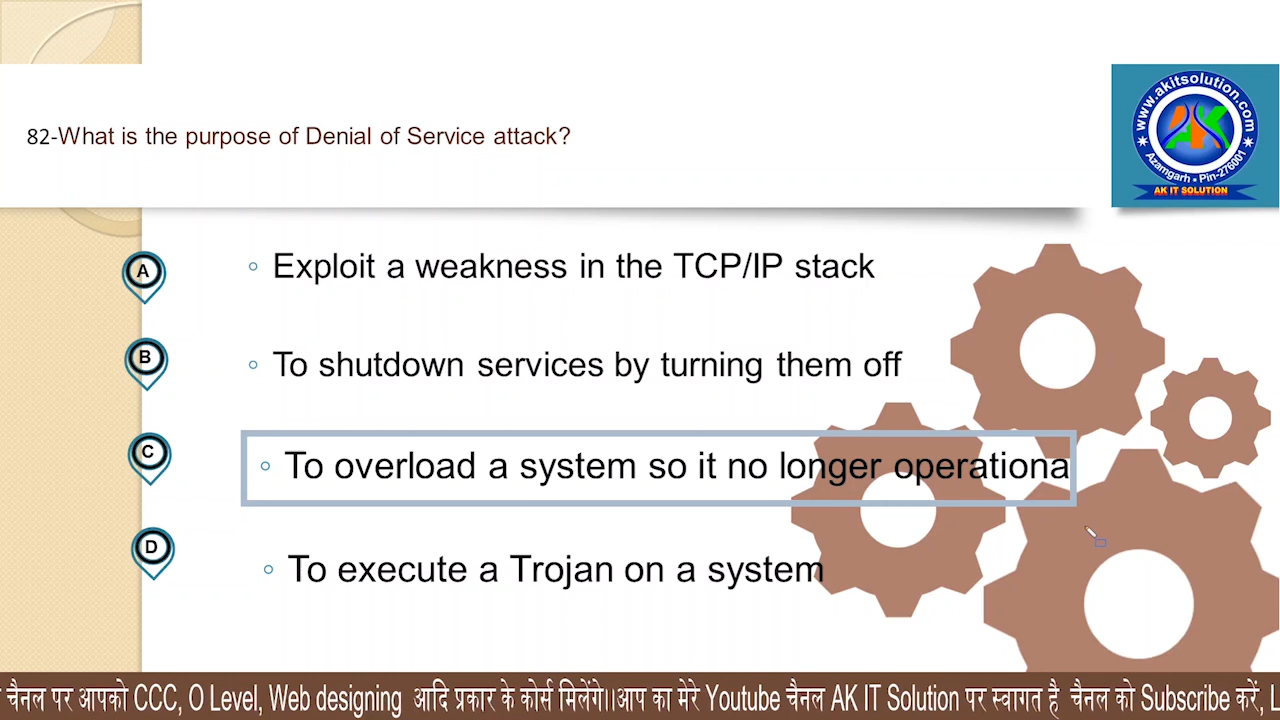 82-What is the purpose of Denial of Service attack?
www.akitsolution.com
AK
Azamgarh • Pin-276001
AK IT SOLUTION
A
◦ Exploit a weakness in the TCP/IP stack
B
◦ To shutdown services by turning them off
C
◦ To overload a system so it no longer operationa
D
◦ To execute a Trojan on a system
चैनल पर आपको CCC, O Level, Web designing आदि प्रकार के कोर्स मिलेंगे।।आप का मेरे Youtube चैनल AK IT Solution पर स्वागत है चैनल को Subscribe करें, L